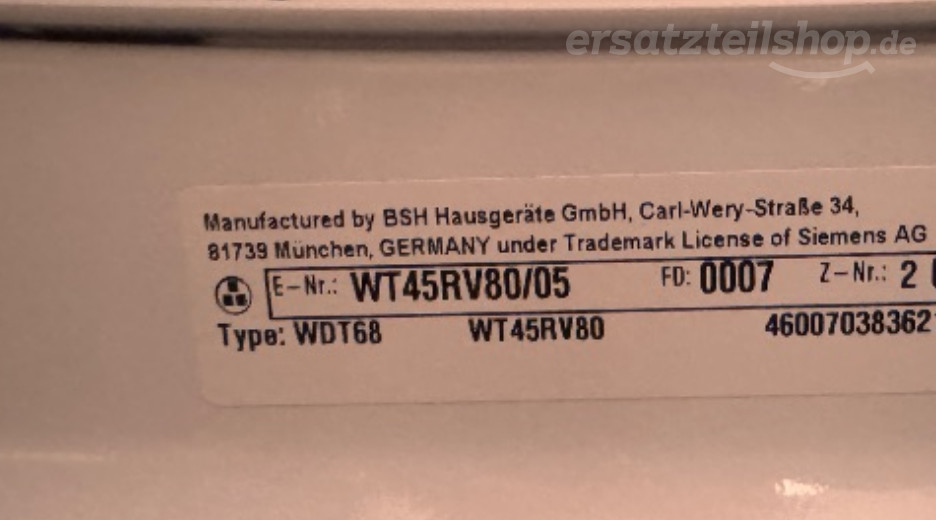 ersatzteilshop.de
Manufactured by BSH Hausgeräte GmbH, Carl-Wery-Straße 34,
81739 München, GERMANY under Trademark License of Siemens AG
E-Nr.: WT45RV80/05 FD: 0007 Z-Nr.: 2
Type: WDT68 WT45RV80 46007038362